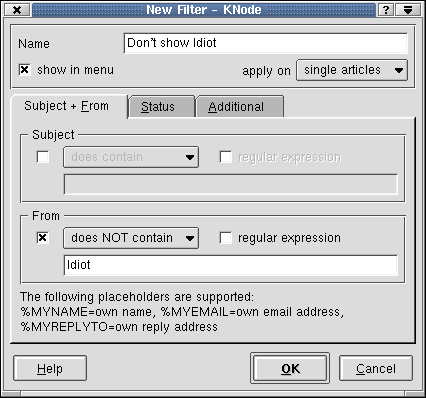 New Filter – KNode
Name Don't show Idiot
show in menu apply on single articles
Subject + From Status Additional
Subject
does contain regular expression
From
does NOT contain regular expression
Idiot
The following placeholders are supported:
%MYNAME=own name, %MYEMAIL=own email address,
%MYREPLYTO=own reply address
Help OK Cancel